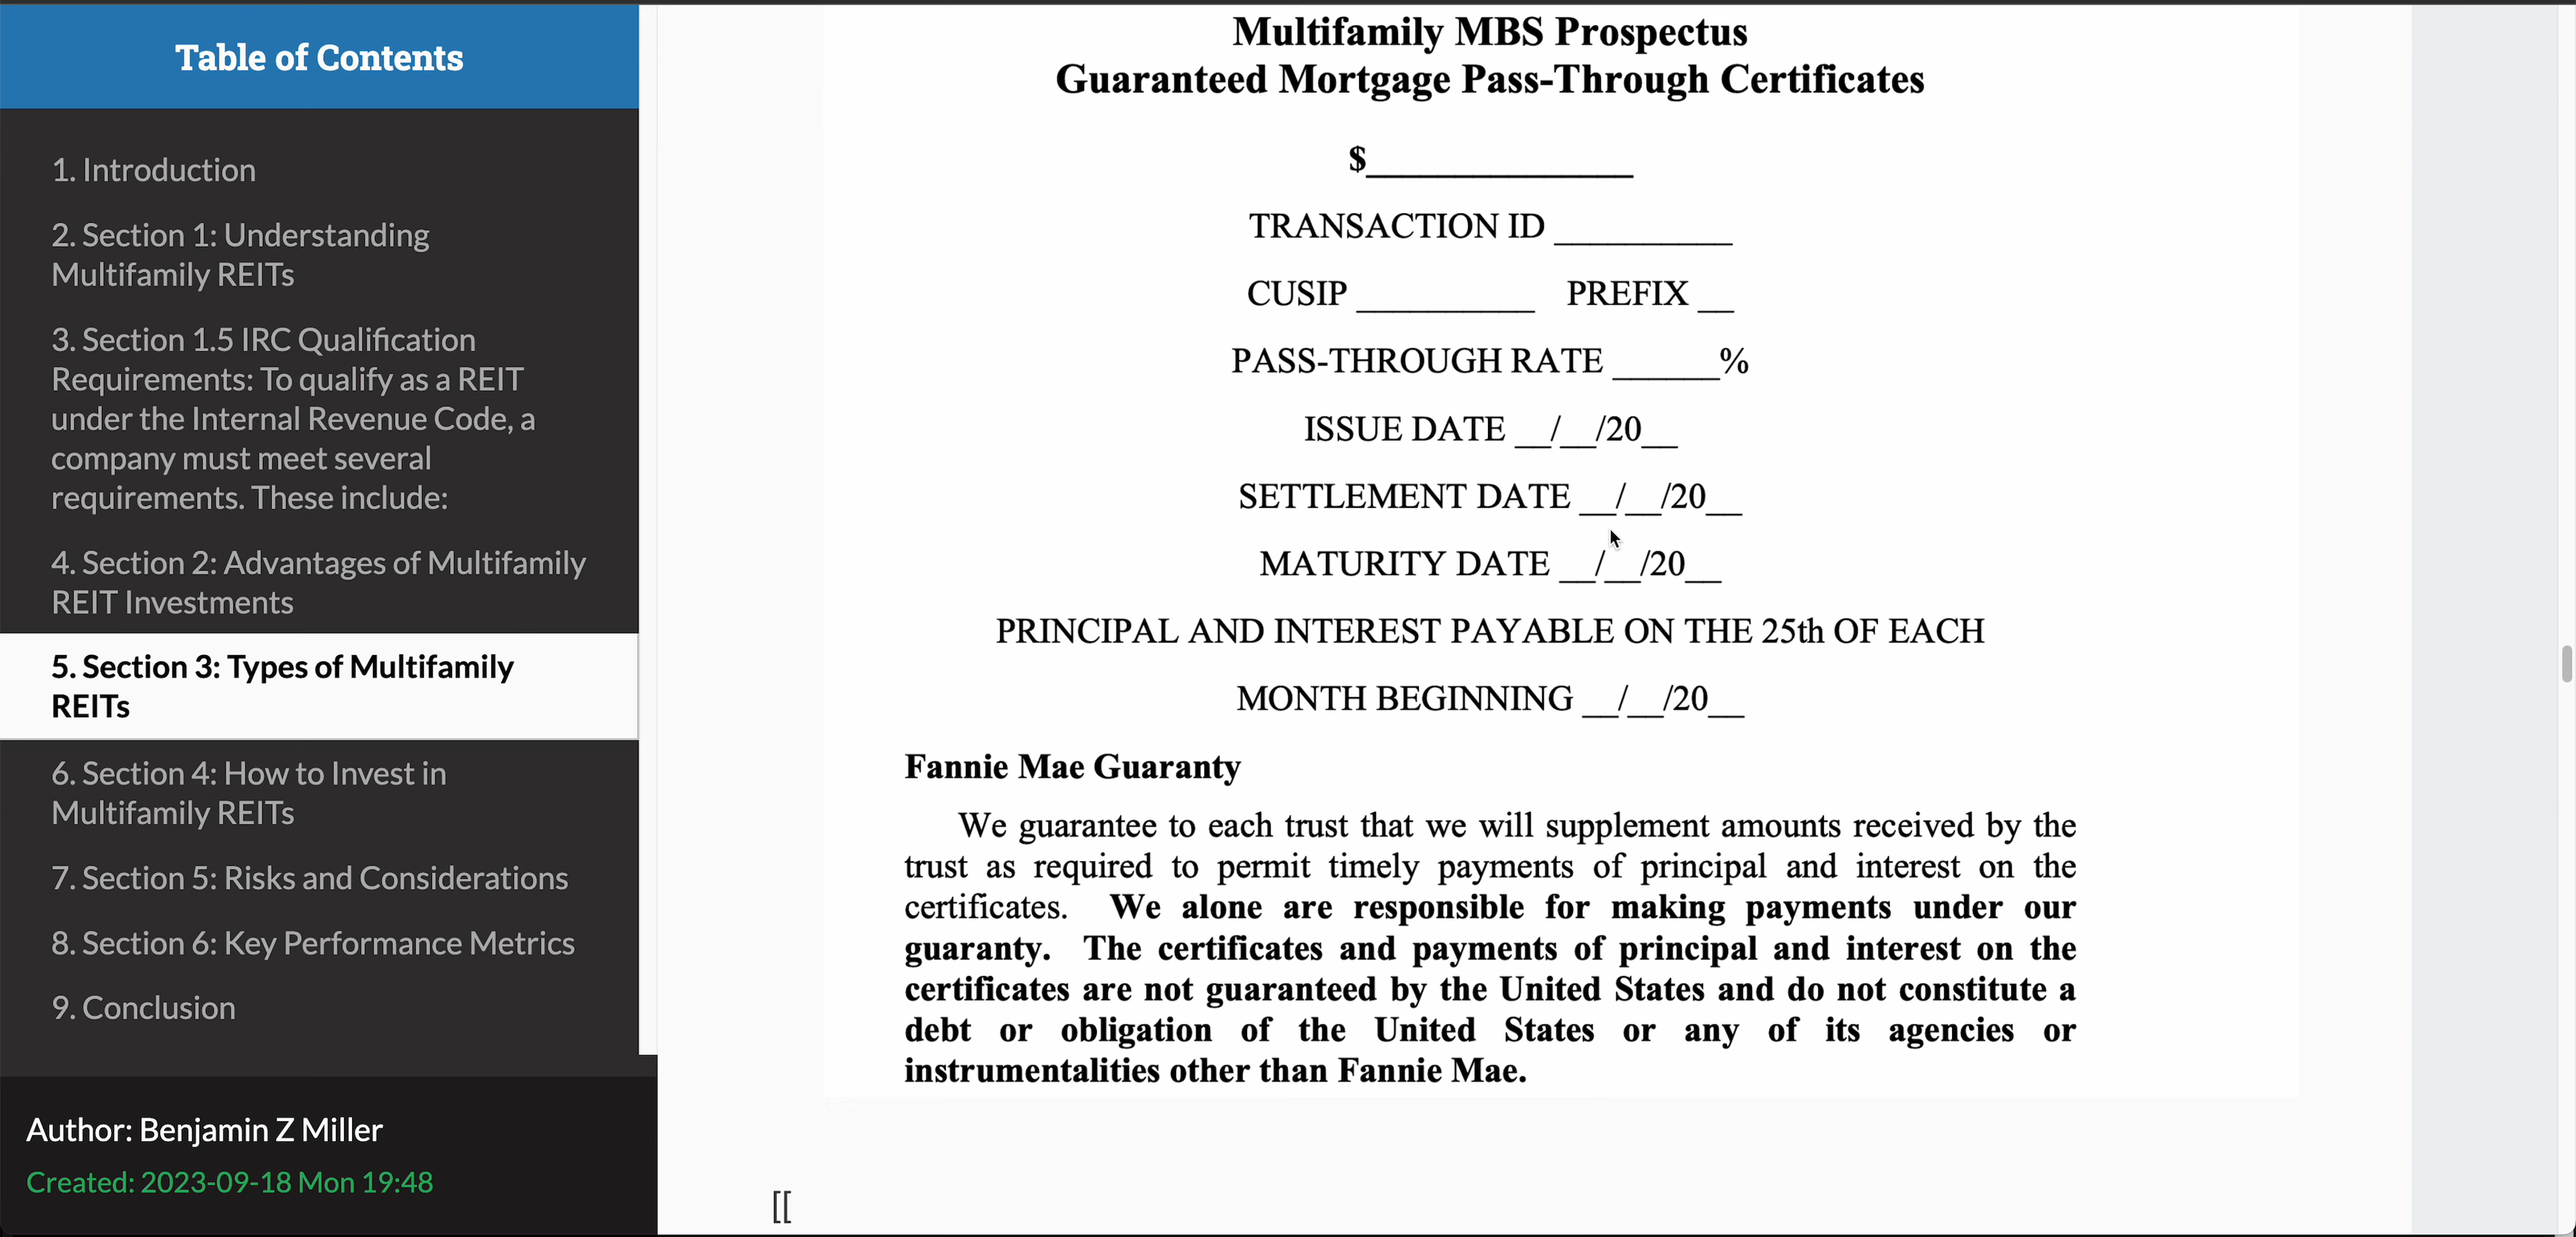 Table of Contents
1. Introduction
2. Section 1: Understanding
Multifamily REITs
3. Section 1.5 IRC Qualification
Requirements: To qualify as a REIT
under the Internal Revenue Code, a
company must meet several
requirements. These include:
4. Section 2: Advantages of Multifamily
REIT Investments
5. Section 3: Types of Multifamily
REITs
6. Section 4: How to Invest in
Multifamily REITs
7. Section 5: Risks and Considerations
8. Section 6: Key Performance Metrics
9. Conclusion
Author: Benjamin Z Miller
Created: 2023-09-18 Mon 19:48
Multifamily MBS Prospectus
Guaranteed Mortgage Pass-Through Certificates
$_______________
TRANSACTION ID __________
CUSIP __________ PREFIX __
PASS-THROUGH RATE ______%
ISSUE DATE __/__/20__
SETTLEMENT DATE __/__/20__
MATURITY DATE __/__/20__
PRINCIPAL AND INTEREST PAYABLE ON THE 25th OF EACH
MONTH BEGINNING __/__/20__
Fannie Mae Guaranty
We guarantee to each trust that we will supplement amounts received by the
trust as required to permit timely payments of principal and interest on the
certificates. We alone are responsible for making payments under our
guaranty. The certificates and payments of principal and interest on the
certificates are not guaranteed by the United States and do not constitute a
debt or obligation of the United States or any of its agencies or
instrumentalities other than Fannie Mae.
[[